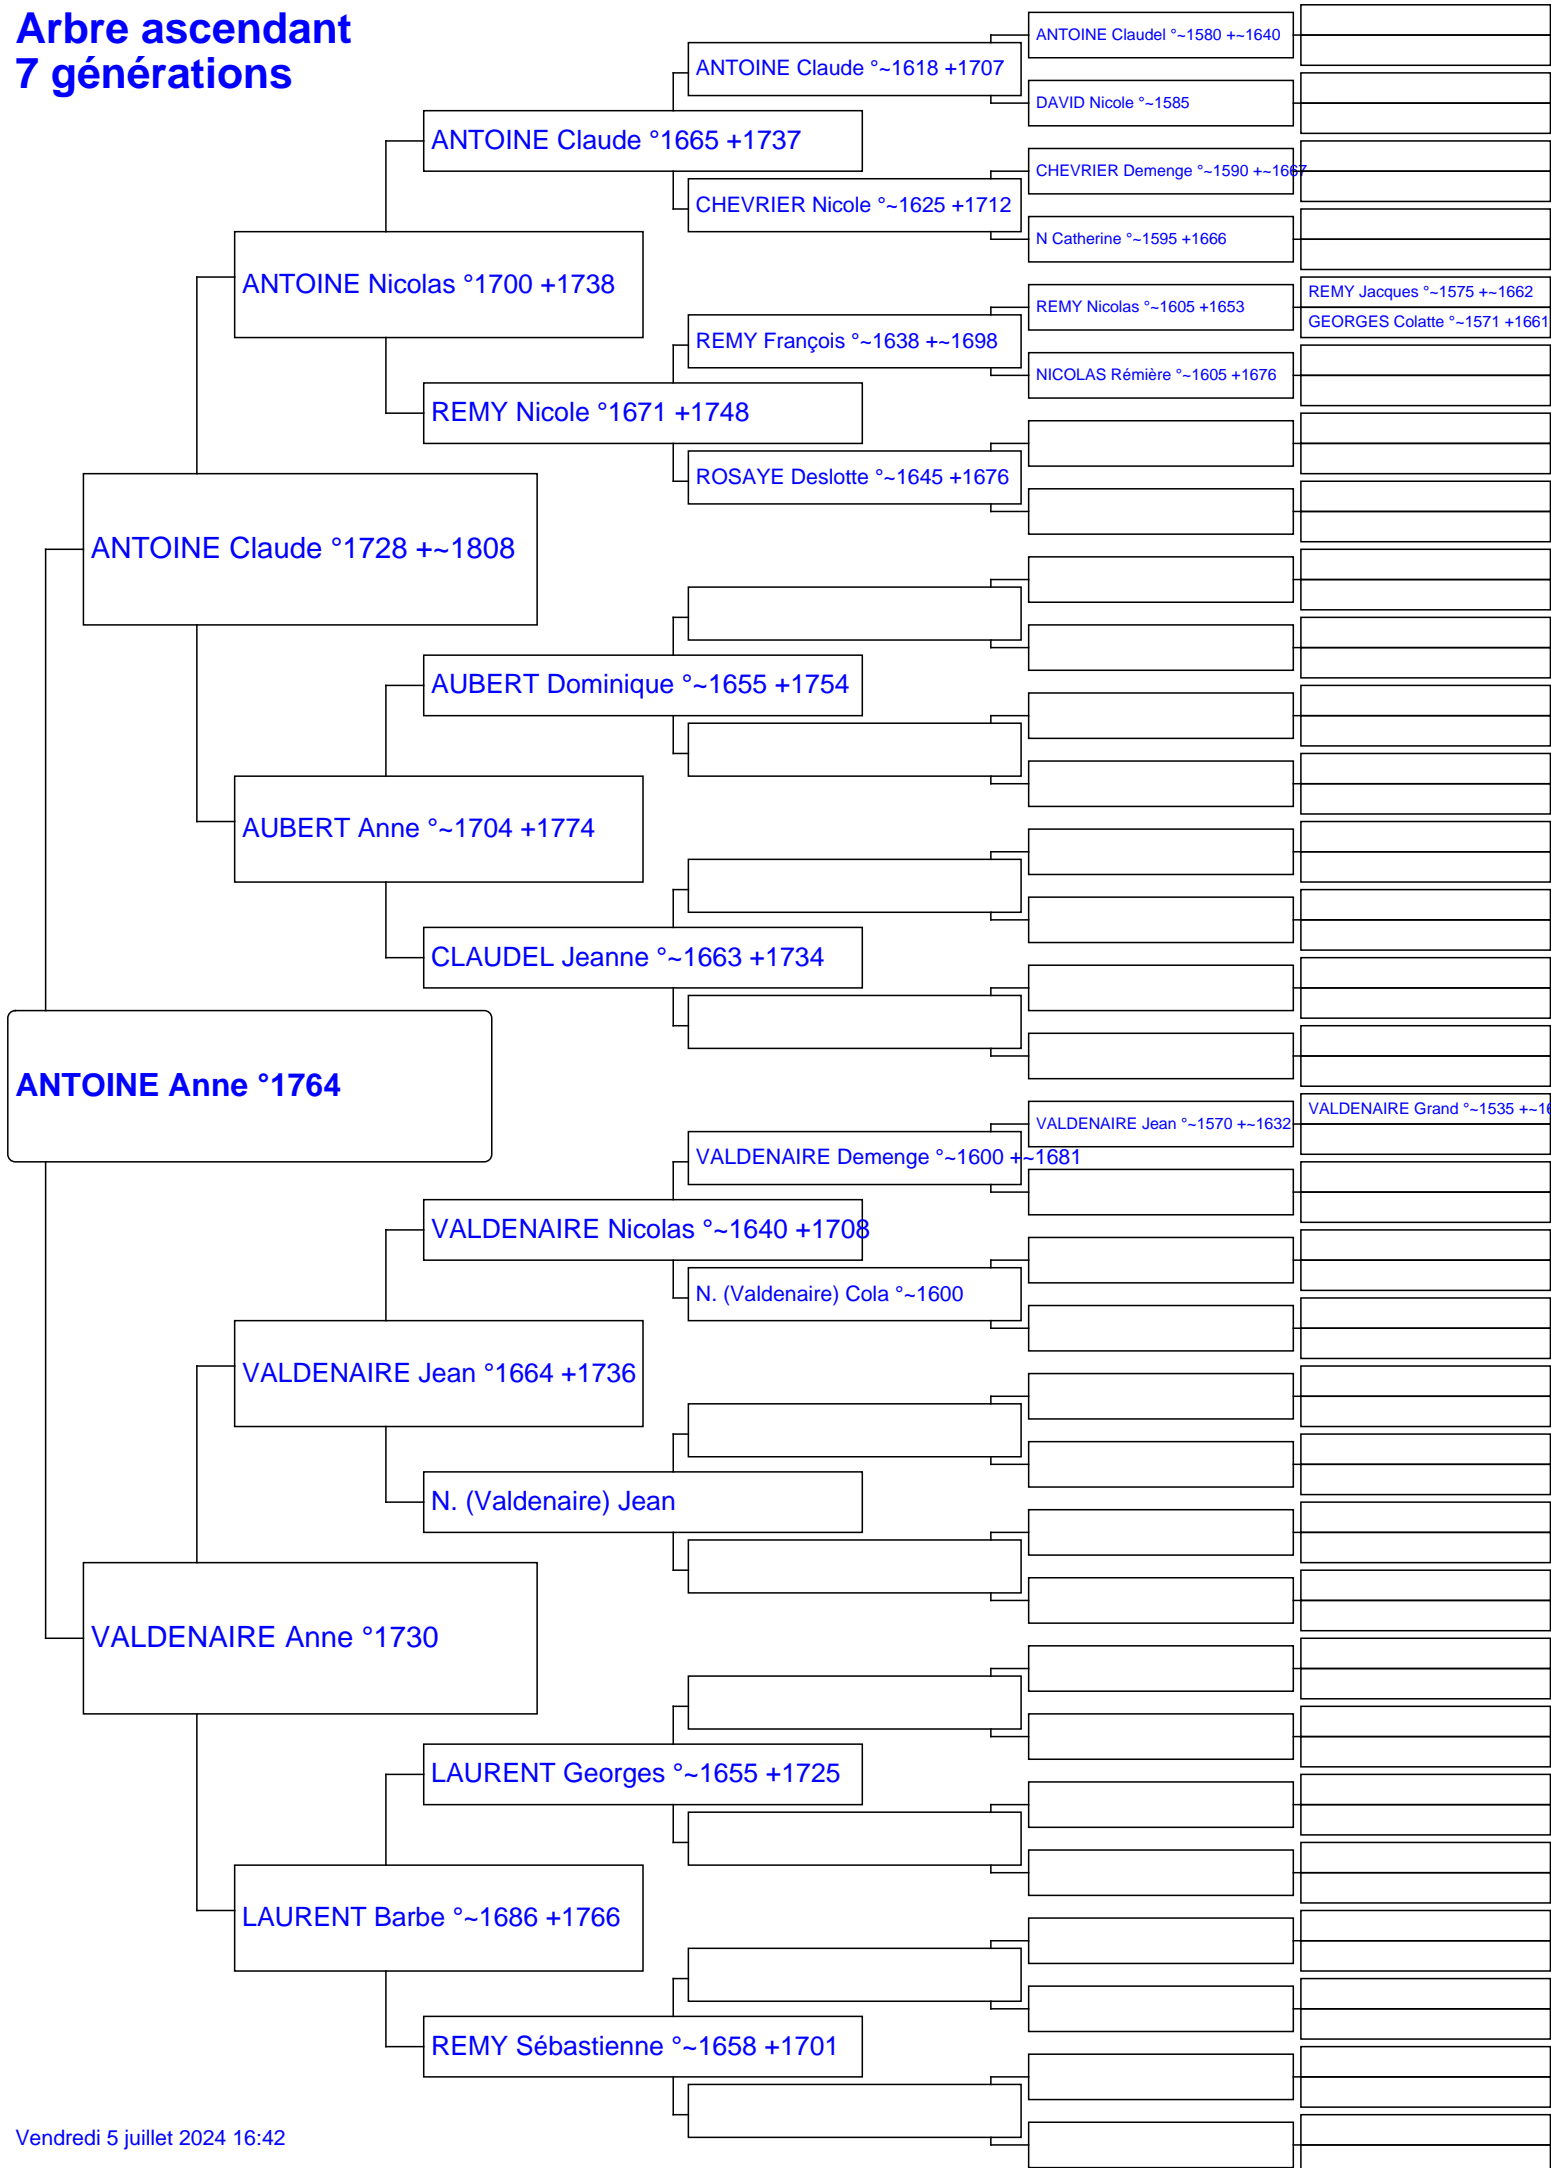 Arbre ascendant
7 générations
ANTOINE Claudel °~1580 +~1640
ANTOINE Claude °~1618 +1707
DAVID Nicole °~1585
ANTOINE Claude °1665 +1737
CHEVRIER Demenge °~1590 +~1667
CHEVRIER Nicole °~1625 +1712
N Catherine °~1595 +1666
ANTOINE Nicolas °1700 +1738
REMY Jacques °~1575 +~1662
REMY Nicolas °~1605 +1653
GEORGES Colatte °~1571 +1661
REMY François °~1638 +~1698
NICOLAS Rémière °~1605 +1676
REMY Nicole °1671 +1748
ROSAYE Deslotte °~1645 +1676
ANTOINE Claude °1728 +~1808
AUBERT Dominique °~1655 +1754
AUBERT Anne °~1704 +1774
CLAUDEL Jeanne °~1663 +1734
ANTOINE Anne °1764
VALDENAIRE Grand °~1535 +~16
VALDENAIRE Jean °~1570 +~1632
VALDENAIRE Demenge °~1600 +~1681
VALDENAIRE Nicolas °~1640 +1708
N. (Valdenaire) Cola °~1600
VALDENAIRE Jean °1664 +1736
N. (Valdenaire) Jean
VALDENAIRE Anne °1730
LAURENT Georges °~1655 +1725
LAURENT Barbe °~1686 +1766
REMY Sébastienne °~1658 +1701
Vendredi 5 juillet 2024 16:42